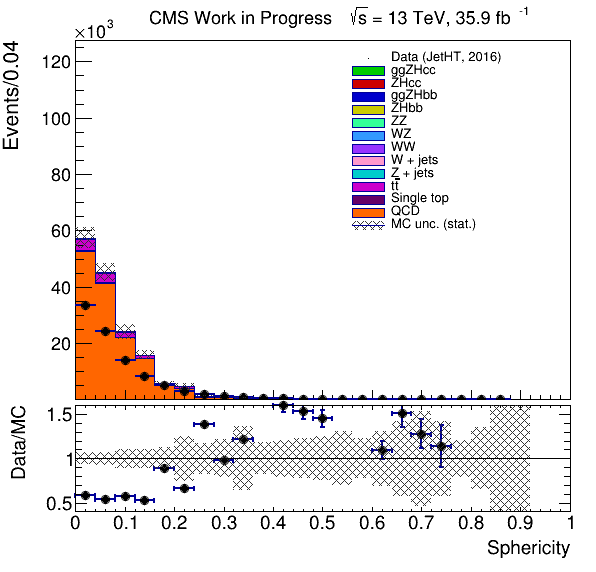 CMS Work in Progress √s = 13 TeV, 35.9 fb⁻¹
×10³
Events/0.04
120
100
80
60
40
20
Data (JetHT, 2016)
ggZHcc
ZHcc
ggZHbb
ZHbb
ZZ
WZ
WW
W + jets
Z + jets
tt̄
Single top
QCD
MC unc. (stat.)
Data/MC
1.5
1
0.5
0 0.1 0.2 0.3 0.4 0.5 0.6 0.7 0.8 0.9 1
Sphericity